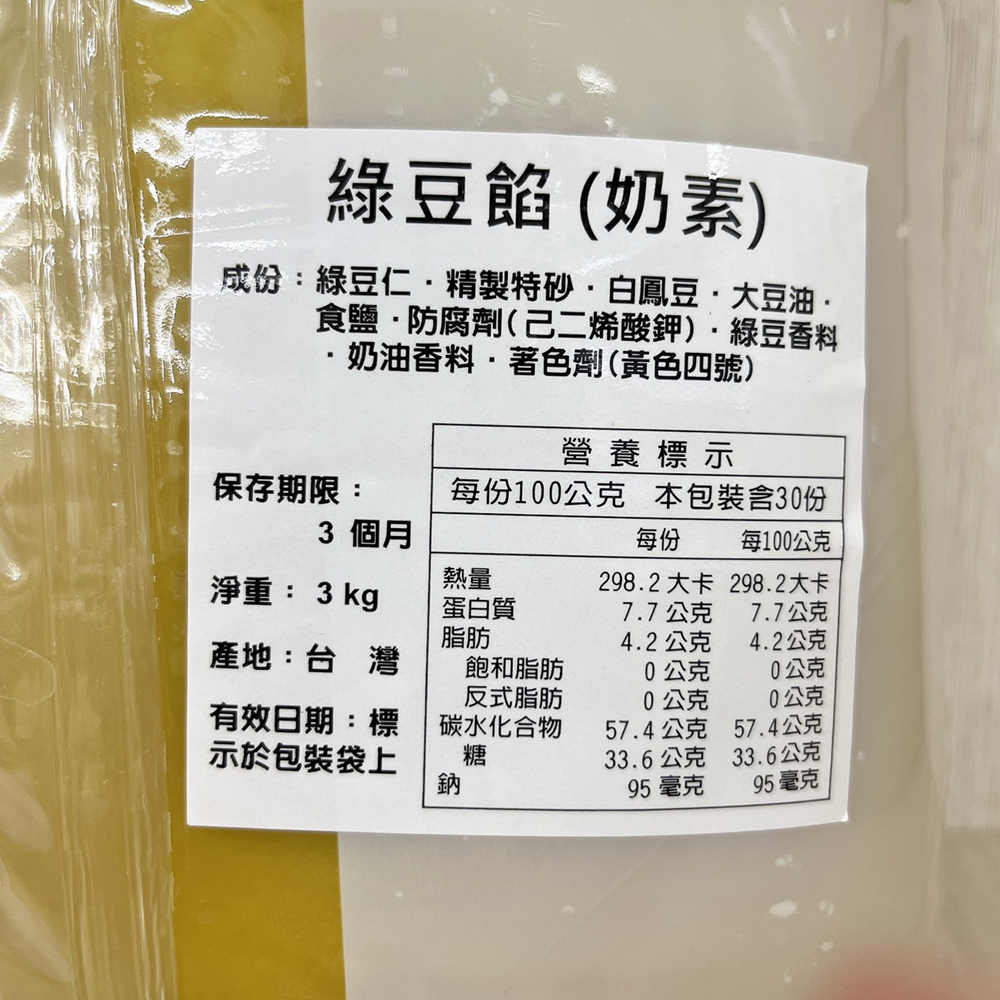 綠豆餡 (奶素)
成份：綠豆仁．精製特砂．白鳳豆．大豆油．
食鹽．防腐劑(己二烯酸鉀)．綠豆香料
．奶油香料．著色劑(黃色四號)
保存期限：
3 個月
淨重： 3 kg
產地：台 灣
有效日期：標
示於包裝袋上
營 養 標 示
每份100公克 本包裝含30份
每份 每100公克
熱量 298.2 大卡 298.2大卡
蛋白質 7.7 公克 7.7公克
脂肪 4.2 公克 4.2公克
飽和脂肪 0 公克 0公克
反式脂肪 0 公克 0公克
碳水化合物 57.4 公克 57.4公克
糖 33.6 公克 33.6公克
鈉 95 毫克 95毫克